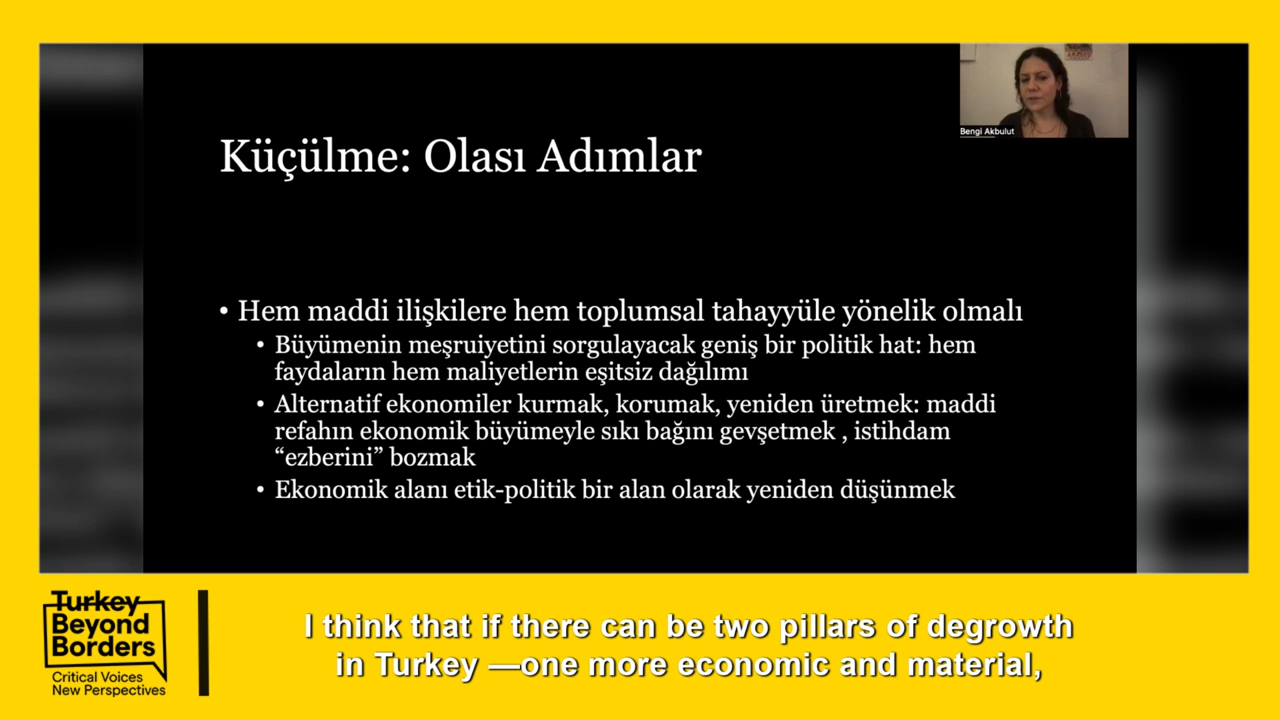 Bengi Akbulut
Küçülme: Olası Adımlar
• Hem maddi ilişkilere hem toplumsal tahayyüle yönelik olmalı
• Büyümenin meşruiyetini sorgulayacak geniş bir politik hat: hem
faydaların hem maliyetlerin eşitsiz dağılımı
• Alternatif ekonomiler kurmak, korumak, yeniden üretmek: maddi
refahın ekonomik büyümeyle sıkı bağını gevşetmek , istihdam
“ezberini” bozmak
• Ekonomik alanı etik-politik bir alan olarak yeniden düşünmek
Turkey
Beyond
Borders
Critical Voices
New Perspectives
I think that if there can be two pillars of degrowth
in Turkey —one more economic and material,